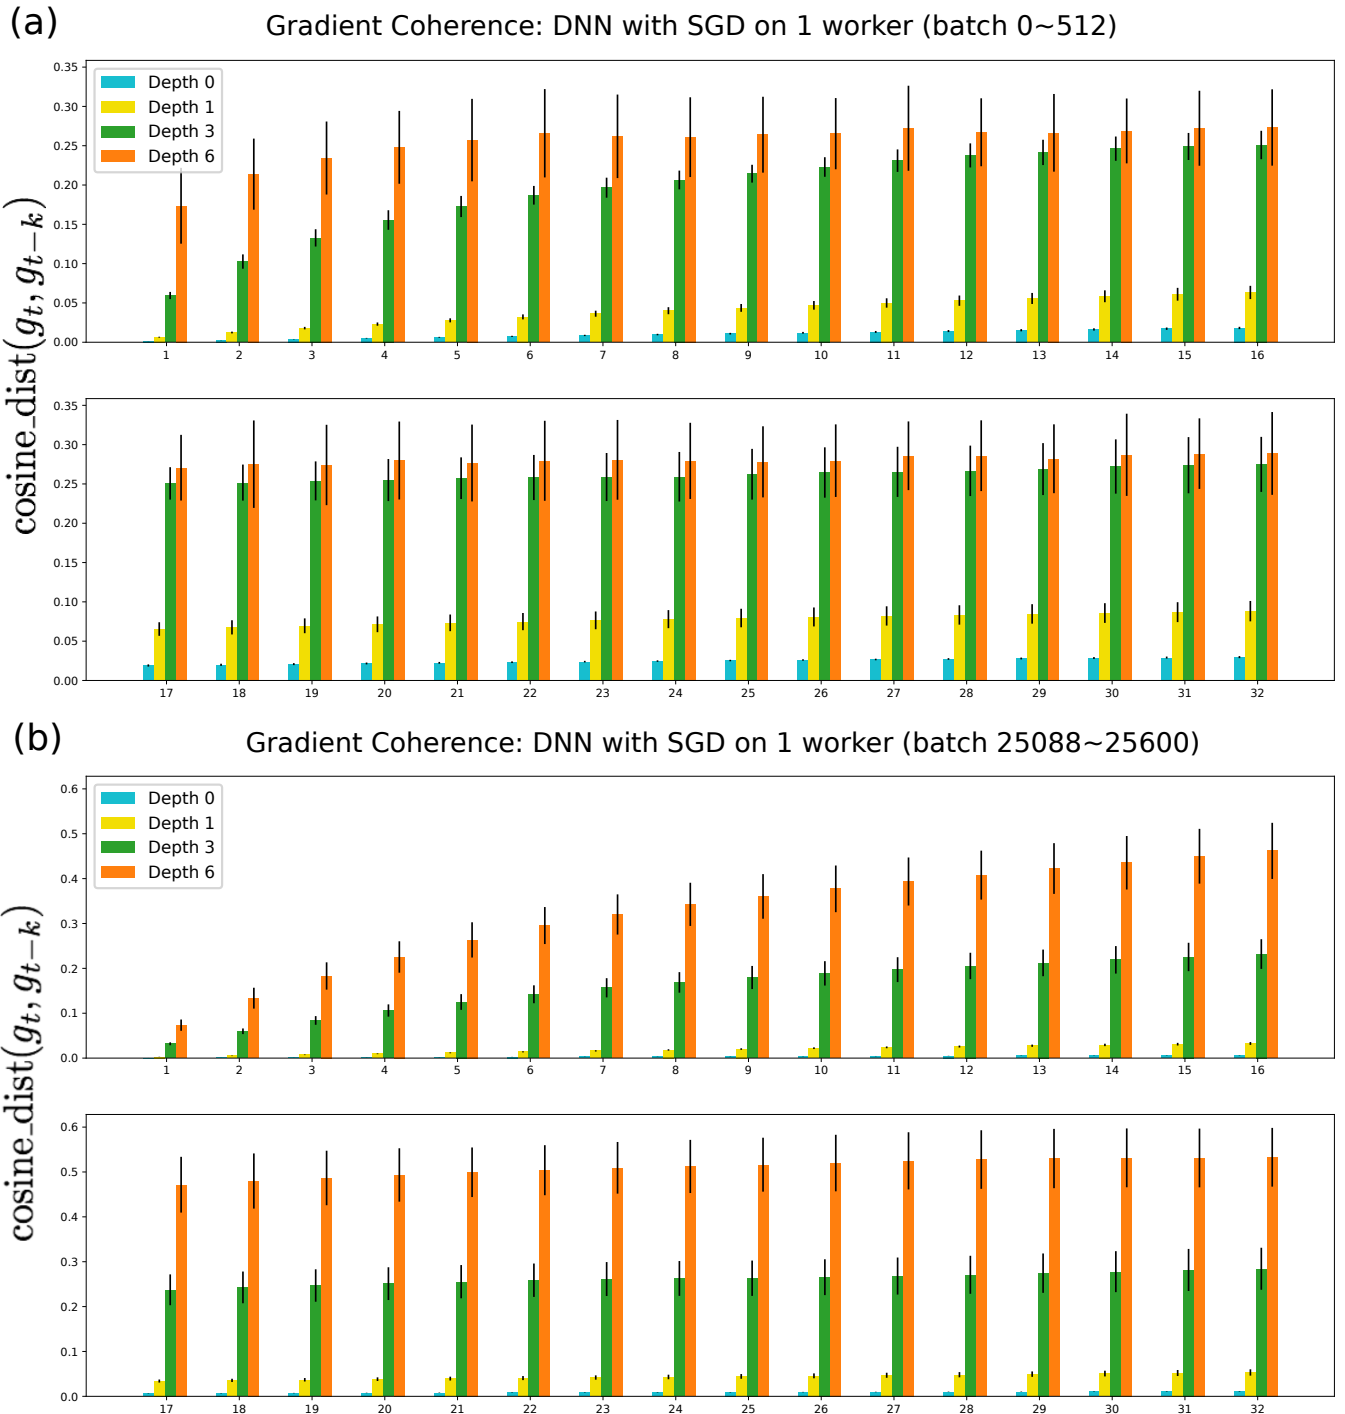 (a)
Gradient Coherence: DNN with SGD on 1 worker (batch 0~512)
cosine_dist(g_t, g_{t−k})
0.35
0.30
0.25
0.20
0.15
0.10
0.05
0.00
Depth 0
Depth 1
Depth 3
Depth 6
1 2 3 4 5 6 7 8 9 10 11 12 13 14 15 16
0.35
0.30
0.25
0.20
0.15
0.10
0.05
0.00
17 18 19 20 21 22 23 24 25 26 27 28 29 30 31 32
(b)
Gradient Coherence: DNN with SGD on 1 worker (batch 25088~25600)
cosine_dist(g_t, g_{t−k})
0.6
0.5
0.4
0.3
0.2
0.1
0.0
Depth 0
Depth 1
Depth 3
Depth 6
1 2 3 4 5 6 7 8 9 10 11 12 13 14 15 16
0.6
0.5
0.4
0.3
0.2
0.1
0.0
17 18 19 20 21 22 23 24 25 26 27 28 29 30 31 32